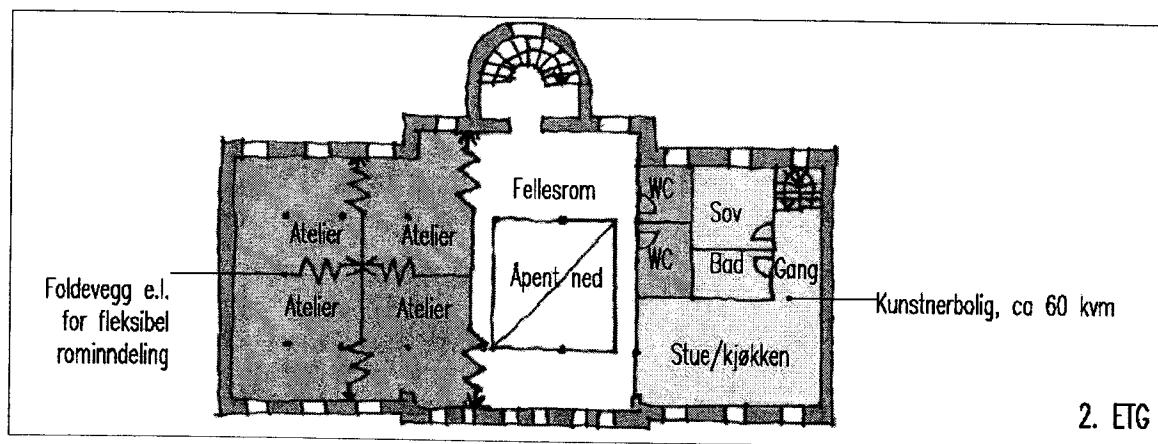 Fellesrom
WC
Sov
Atelier
Atelier
WC
Bad
Gang
Åpent ned
Foldevegg e.l.
for fleksibel
rominndeling
Atelier
Atelier
Kunstnerbolig, ca 60 kvm
Stue/kjøkken
2. ETG